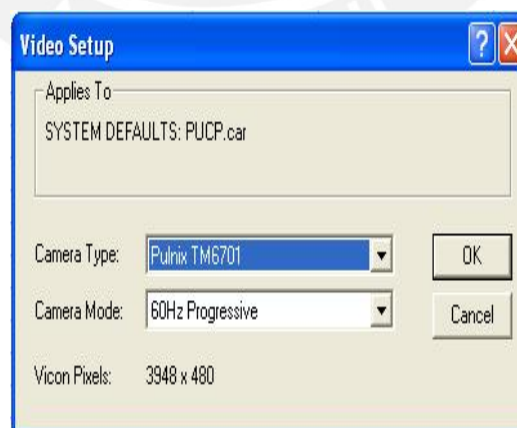 Video Setup
Applies To
SYSTEM DEFAULTS: PUCP.car
Camera Type: Pulnix TM6701
OK
Camera Mode: 60Hz Progressive
Cancel
Vicon Pixels: 3948 x 480